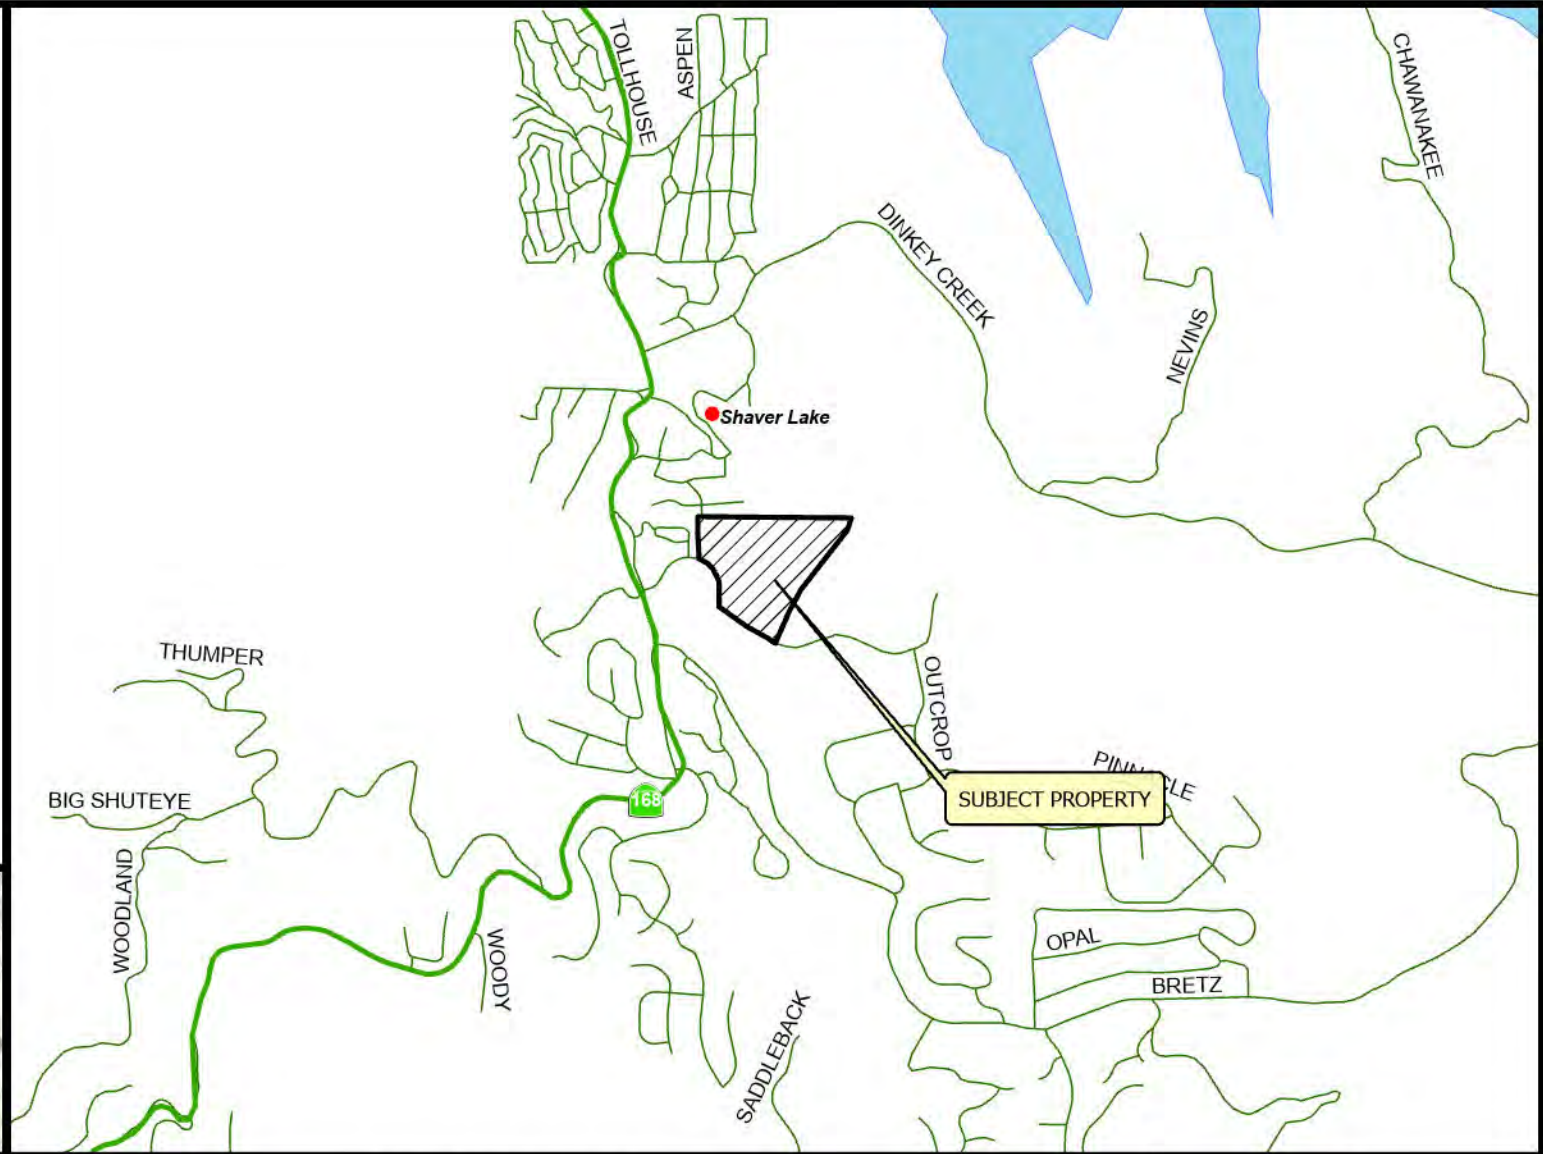 TOLLHOUSE
ASPEN
CHAWANAKEE
DINKEY CREEK
NEVINS
Shaver Lake
THUMPER
OUTCROP
PINNACLE
SUBJECT PROPERTY
BIG SHUTEYE
168
WOODLAND
WOODY
OPAL
BRETZ
SADDLEBACK